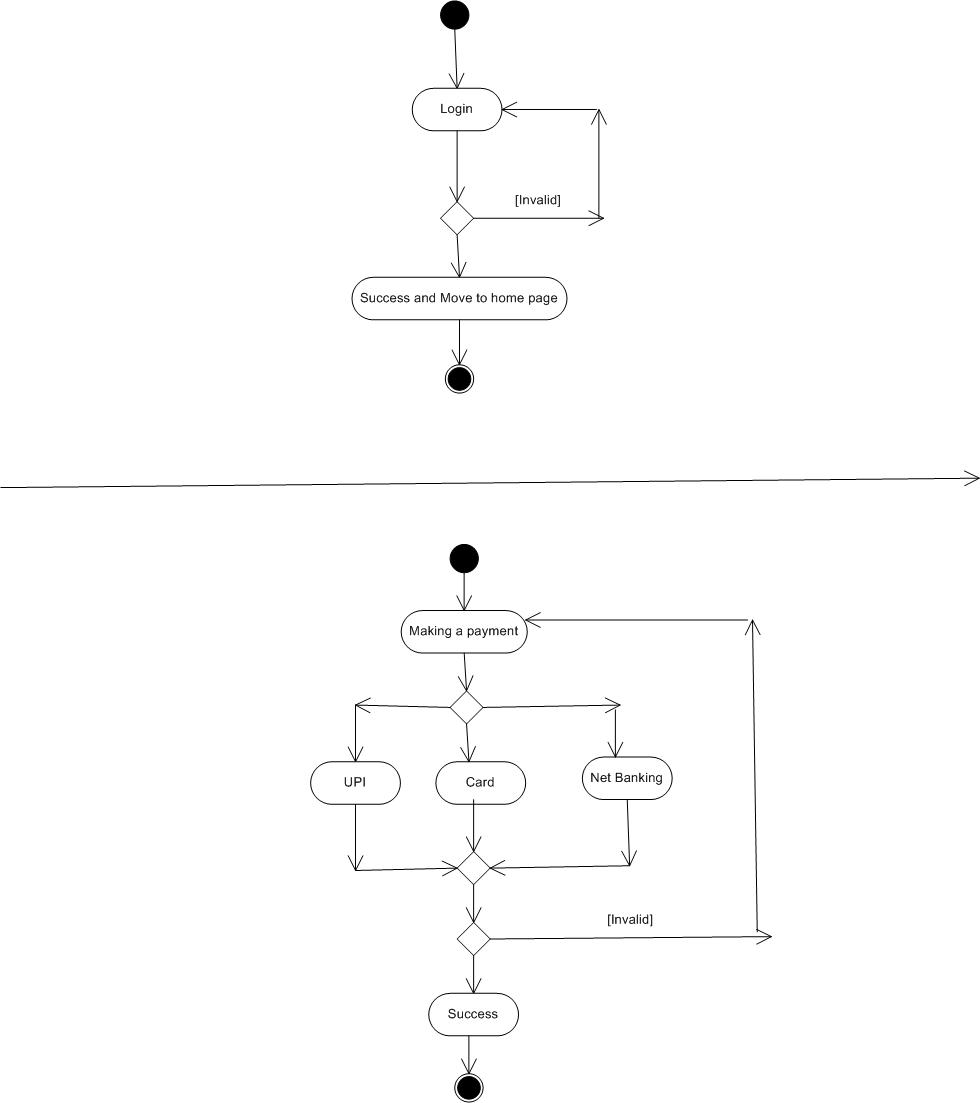 Login
[Invalid]
Success and Move to home page
Making a payment
UPI
Card
Net Banking
[Invalid]
Success